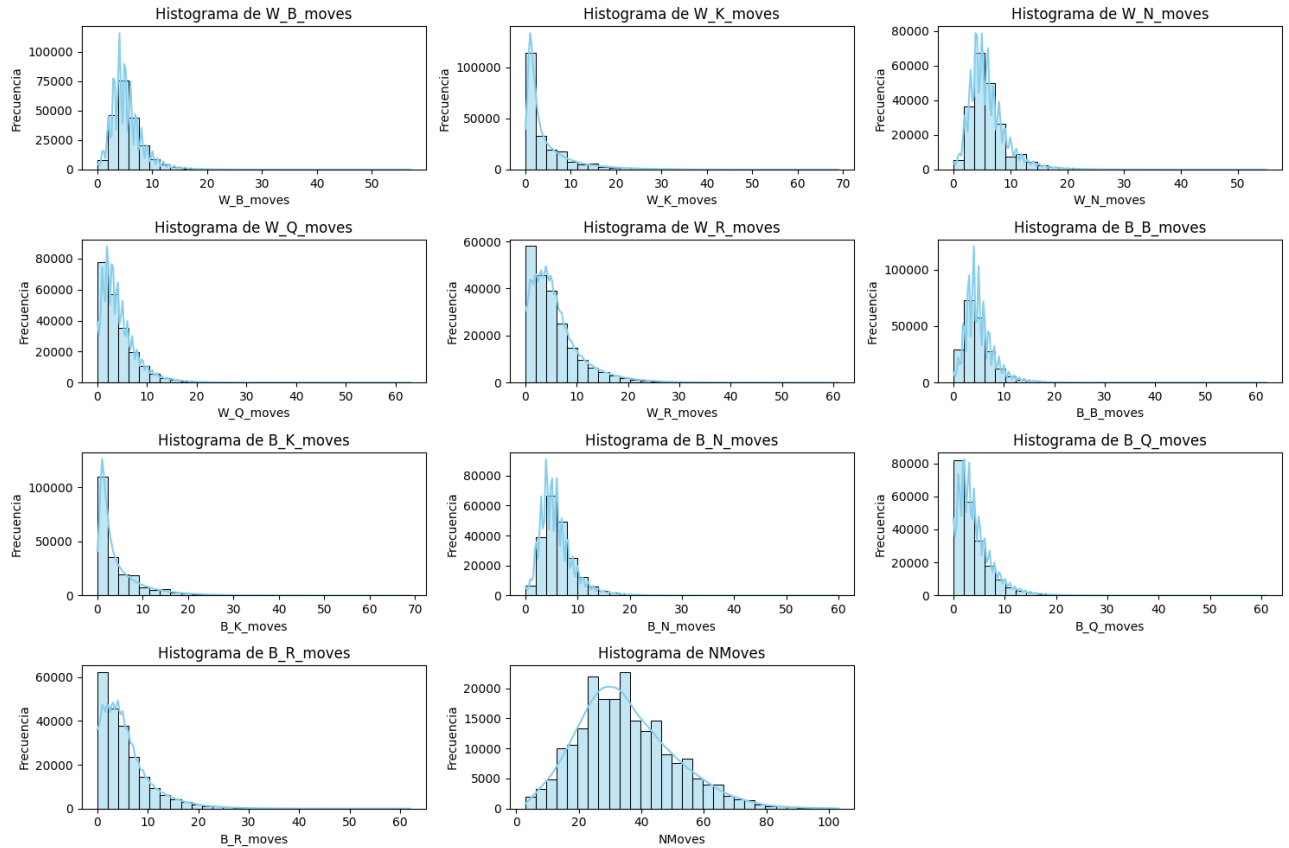 Histograma de W_B_moves
Frecuencia
100000
75000
50000
25000
0
0 10 20 30 40 50
W_B_moves
Histograma de W_K_moves
Frecuencia
100000
50000
0
0 10 20 30 40 50 60 70
W_K_moves
Histograma de W_N_moves
Frecuencia
80000
60000
40000
20000
0
0 10 20 30 40 50
W_N_moves
Histograma de W_Q_moves
Frecuencia
80000
60000
40000
20000
0
0 10 20 30 40 50 60
W_Q_moves
Histograma de W_R_moves
Frecuencia
60000
40000
20000
0
0 10 20 30 40 50 60
W_R_moves
Histograma de B_B_moves
Frecuencia
100000
50000
0
0 10 20 30 40 50 60
B_B_moves
Histograma de B_K_moves
Frecuencia
100000
50000
0
0 10 20 30 40 50 60 70
B_K_moves
Histograma de B_N_moves
Frecuencia
80000
60000
40000
20000
0
0 10 20 30 40 50 60
B_N_moves
Histograma de B_Q_moves
Frecuencia
80000
60000
40000
20000
0
0 10 20 30 40 50 60
B_Q_moves
Histograma de B_R_moves
Frecuencia
60000
40000
20000
0
0 10 20 30 40 50 60
B_R_moves
Histograma de NMoves
Frecuencia
20000
15000
10000
5000
0
0 20 40 60 80 100
NMoves